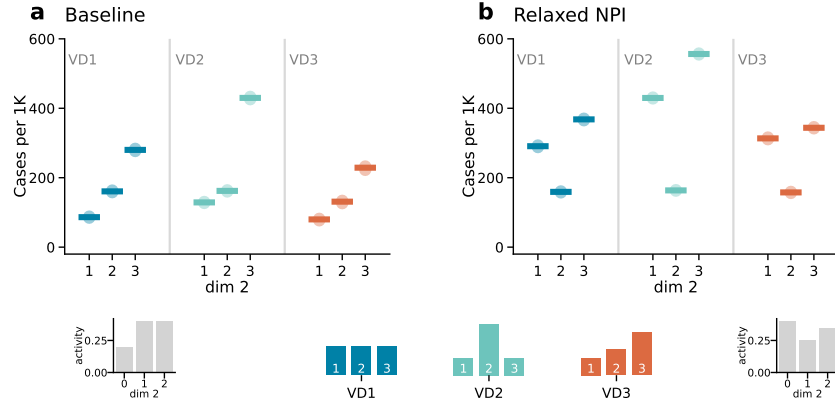 a Baseline
b Relaxed NPI
600
400
200
0
Cases per 1K
VD1
VD2
VD3
1 2 3 1 2 3 1 2 3
dim 2
600
400
200
0
Cases per 1K
VD1
VD2
VD3
1 2 3 1 2 3 1 2 3
dim 2
activity
0.25
0.00
0 1 2
dim 2
1 2 3
VD1
1 2 3
VD2
1 2 3
VD3
activity
0.25
0.00
0 1 2
dim 2